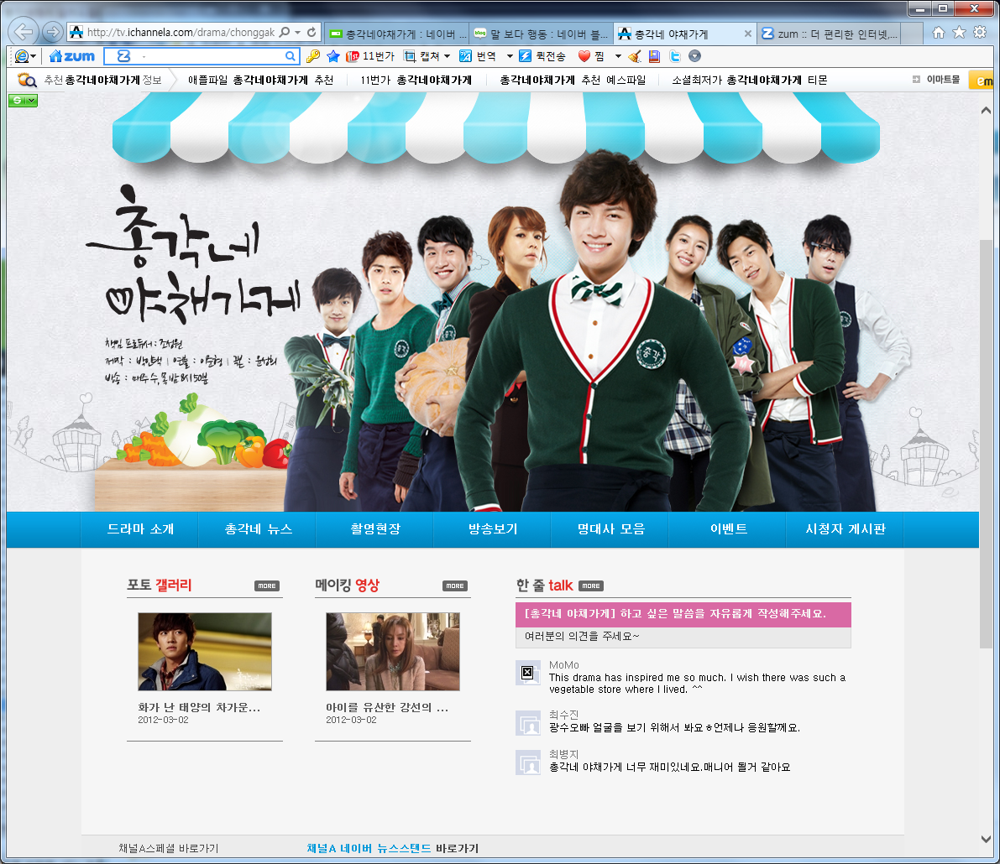 http://tv.ichannela.com/drama/chonggak
총각네야채가게 : 네이버 ...
말 보다 행동 : 네이버 블...
총각네 야채가게
zum :: 더 편리한 인터넷,...
zum
11번가
캡쳐
번역
퀵전송
찜
추천 총각네야채가게 정보
애플파일 총각네야채가게 추천
11번가 총각네야채가게
총각네야채가게 추천 예스파일
소셜최저가 총각네야채가게 티몬
이마트몰
em
총각네
야채가게
책임 프로듀서 : 조성원
제작 : 박인택 | 연출 : 이준형 | 극본 : 윤성희
방송 : 매주 수,목 밤 8시 50분
총각
드라마 소개
총각네 뉴스
촬영현장
방송보기
명대사 모음
이벤트
시청자 게시판
포토 갤러리
MORE
메이킹 영상
MORE
한 줄 talk
MORE
[총각네 야채가게] 하고 싶은 말씀을 자유롭게 작성해주세요.
여러분의 의견을 주세요~
화가 난 태양의 차가운...
2012-03-02
아이를 유산한 강선의 ...
2012-03-02
MoMo
This drama has inspired me so much. I wish there was such a
vegetable store where I lived. ^^
최수진
광수오빠 얼굴을 보기 위해서 봐요ㅎ언제나 응원할께요.
최병지
총각네 야채가게 너무 재미있네요.매니어 될거 같아요
채널A스페셜 바로가기
채널A 네이버 뉴스스탠드 바로가기